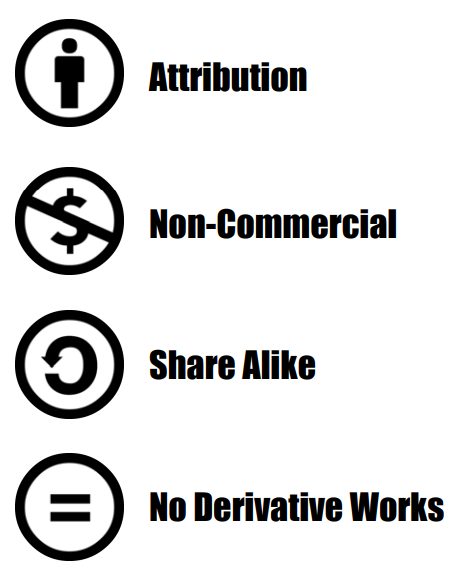 Attribution
Non-Commercial
Share Alike
No Derivative Works